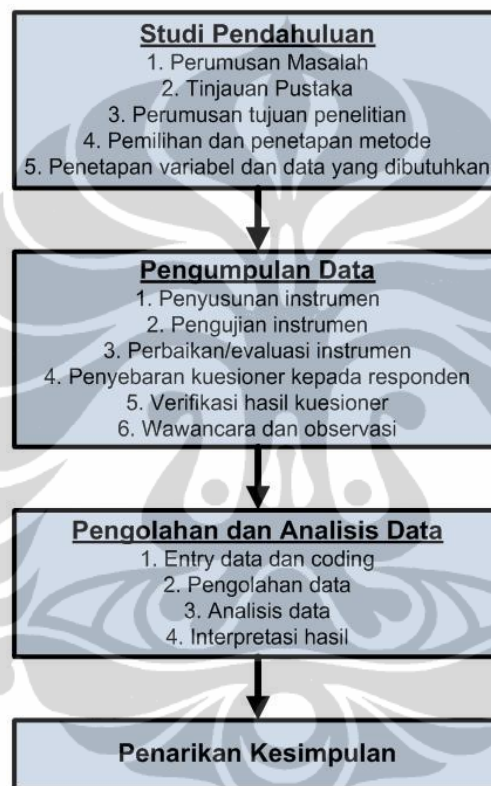 Studi Pendahuluan
1. Perumusan Masalah
2. Tinjauan Pustaka
3. Perumusan tujuan penelitian
4. Pemilihan dan penetapan metode
5. Penetapan variabel dan data yang dibutuhkan
Pengumpulan Data
1. Penyusunan instrumen
2. Pengujian instrumen
3. Perbaikan/evaluasi instrumen
4. Penyebaran kuesioner kepada responden
5. Verifikasi hasil kuesioner
6. Wawancara dan observasi
Pengolahan dan Analisis Data
1. Entry data dan coding
2. Pengolahan data
3. Analisis data
4. Interpretasi hasil
Penarikan Kesimpulan